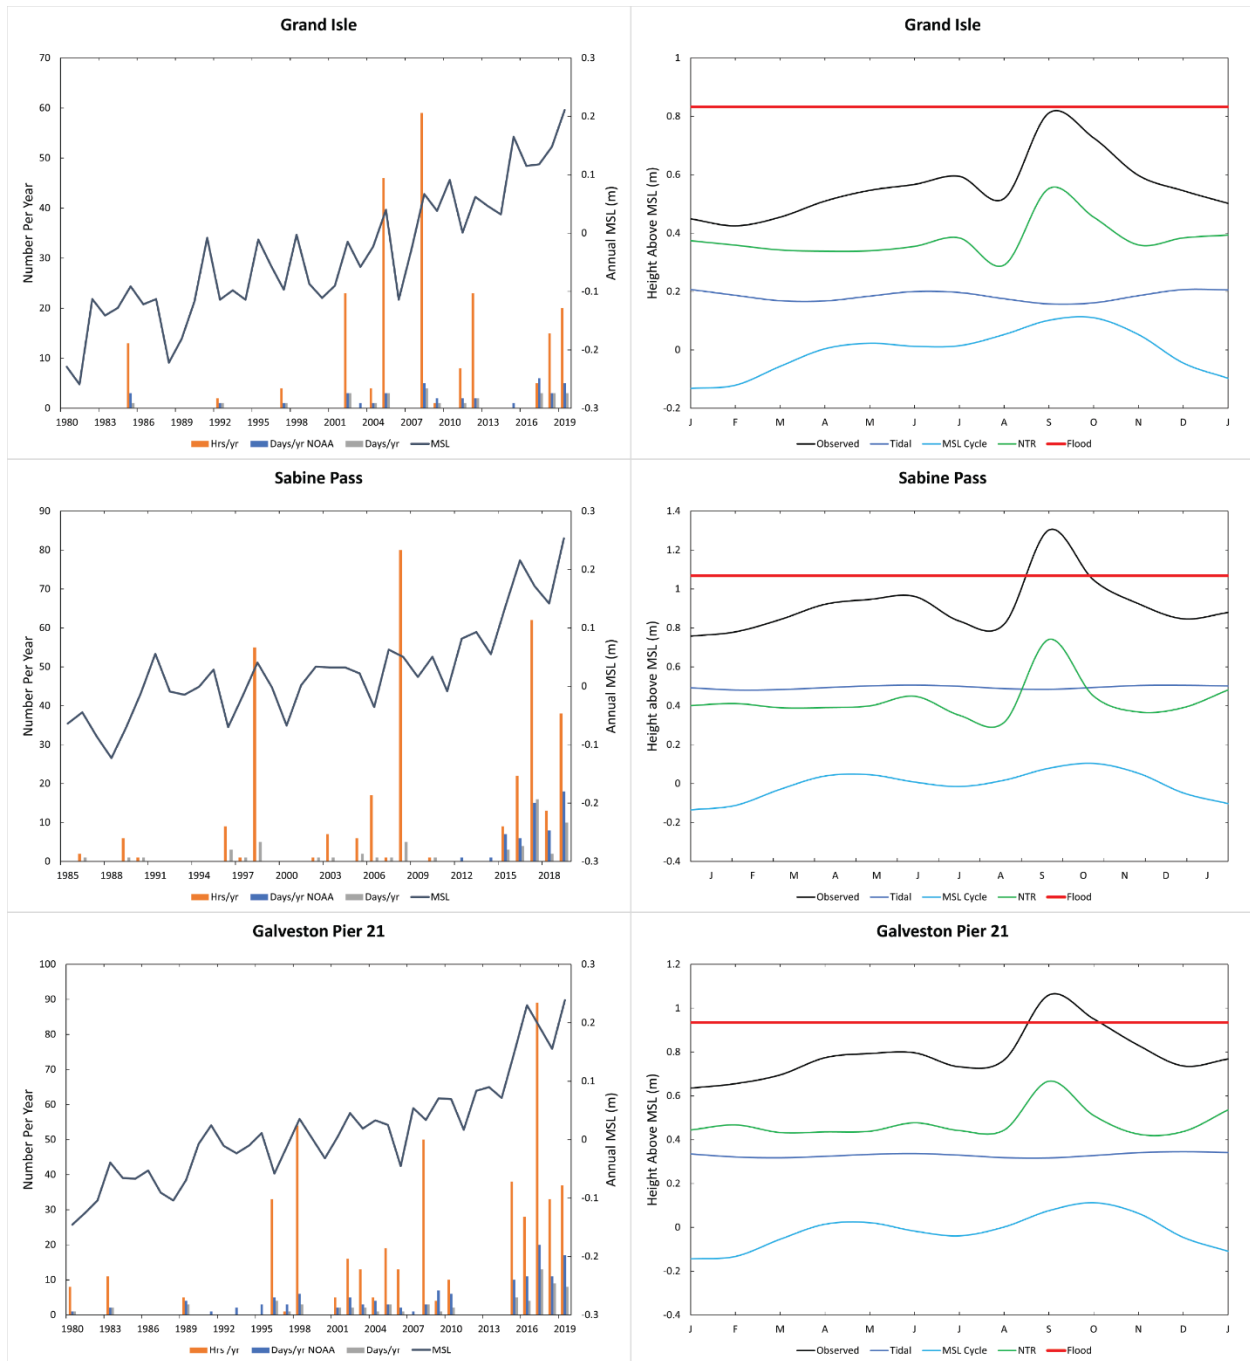 Grand Isle
70
60
50
40
30
20
10
0
Number Per Year
0.3
0.2
0.1
0
-0.1
-0.2
-0.3
Annual MSL (m)
1980 1983 1986 1989 1992 1995 1998 2001 2004 2007 2010 2013 2016 2019
Hrs/yr Days/yr NOAA Days/yr MSL
Grand Isle
1
0.8
0.6
0.4
0.2
0
-0.2
Height Above MSL (m)
J F M A M J J A S O N D J
Observed Tidal MSL Cycle NTR Flood
Sabine Pass
90
80
70
60
50
40
30
20
10
0
Number Per Year
0.3
0.2
0.1
0
-0.1
-0.2
-0.3
Annual MSL (m)
1985 1988 1991 1994 1997 2000 2003 2006 2009 2012 2015 2018
Hrs/yr Days/yr NOAA Days/yr MSL
Sabine Pass
1.4
1.2
1
0.8
0.6
0.4
0.2
0
-0.2
-0.4
Height above MSL (m)
J F M A M J J A S O N D J
Observed Tidal MSL Cycle NTR Flood
Galveston Pier 21
100
90
80
70
60
50
40
30
20
10
0
Number Per Year
0.3
0.2
0.1
0
-0.1
-0.2
-0.3
Annual MSL (m)
1980 1983 1986 1989 1992 1995 1998 2001 2004 2007 2010 2013 2016 2019
Hrs /yr Days/yr NOAA Days/yr MSL
Galveston Pier 21
1.2
1
0.8
0.6
0.4
0.2
0
-0.2
-0.4
Height Above MSL (m)
J F M A M J J A S O N D J
Observed Tidal MSL Cycle NTR Flood